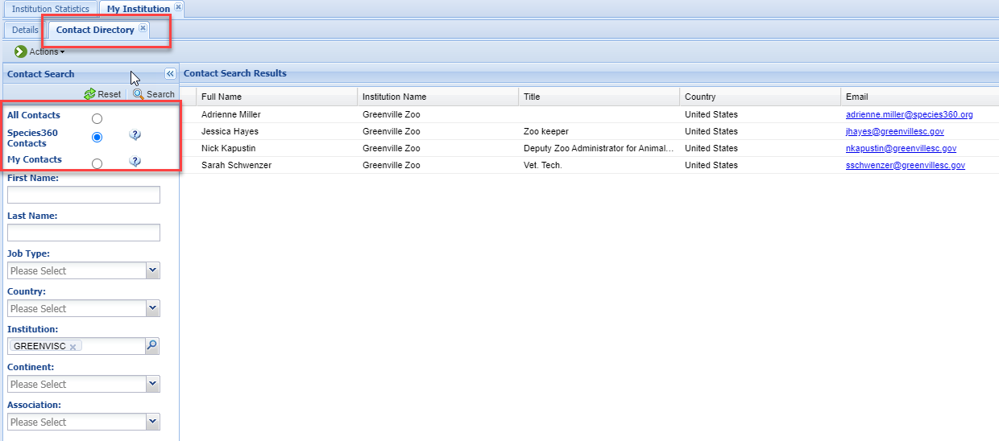 Institution Statistics My Institution
Details Contact Directory
Actions
Contact Search
Reset Search
All Contacts
Species360
Contacts
My Contacts
First Name:
Last Name:
Job Type:
Please Select
Country:
Please Select
Institution:
GREENVISC
Continent:
Please Select
Association:
Please Select
Contact Search Results
Full Name Institution Name Title Country Email
Adrienne Miller Greenville Zoo United States adrienne.miller@species360.org
Jessica Hayes Greenville Zoo Zoo keeper United States jhayes@greenvillesc.gov
Nick Kapustin Greenville Zoo Deputy Zoo Administrator for Animal... United States nkapustin@greenvillesc.gov
Sarah Schwenzer Greenville Zoo Vet. Tech. United States sschwenzer@greenvillesc.gov